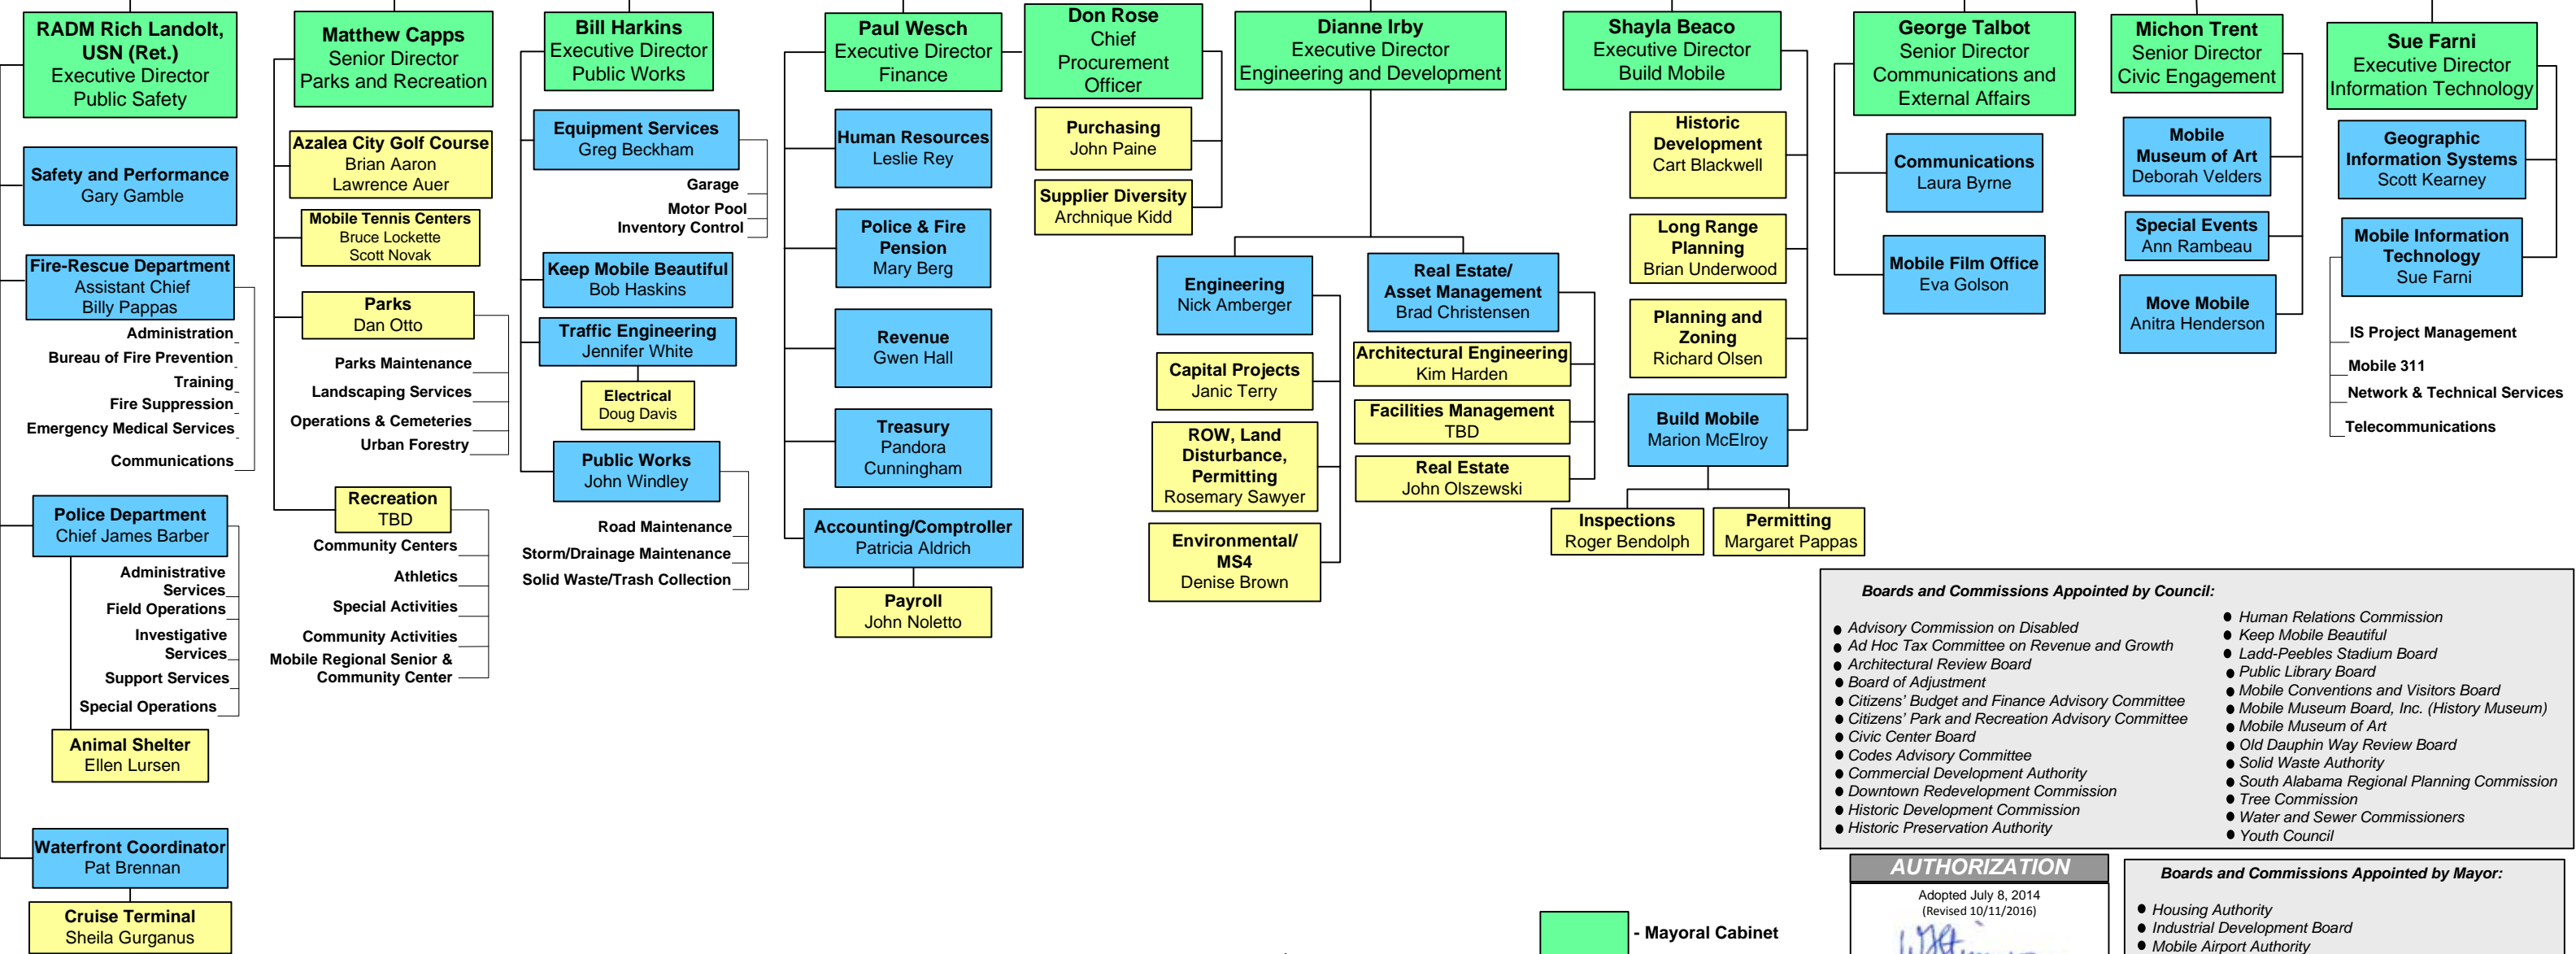 RADM Rich Landolt,
USN (Ret.)
Executive Director
Public Safety
Safety and Performance
Gary Gamble
Fire-Rescue Department
Assistant Chief
Billy Pappas
Administration
Bureau of Fire Prevention
Training
Fire Suppression
Emergency Medical Services
Communications
Police Department
Chief James Barber
Administrative
Services
Field Operations
Investigative
Services
Support Services
Special Operations
Animal Shelter
Ellen Lursen
Waterfront Coordinator
Pat Brennan
Cruise Terminal
Sheila Gurganus
Matthew Capps
Senior Director
Parks and Recreation
Azalea City Golf Course
Brian Aaron
Lawrence Auer
Mobile Tennis Centers
Bruce Lockette
Scott Novak
Parks
Dan Otto
Parks Maintenance
Landscaping Services
Operations & Cemeteries
Urban Forestry
Recreation
TBD
Community Centers
Athletics
Special Activities
Community Activities
Mobile Regional Senior &
Community Center
Bill Harkins
Executive Director
Public Works
Equipment Services
Greg Beckham
Garage
Motor Pool
Inventory Control
Keep Mobile Beautiful
Bob Haskins
Traffic Engineering
Jennifer White
Electrical
Doug Davis
Public Works
John Windley
Road Maintenance
Storm/Drainage Maintenance
Solid Waste/Trash Collection
Paul Wesch
Executive Director
Finance
Human Resources
Leslie Rey
Police & Fire
Pension
Mary Berg
Revenue
Gwen Hall
Treasury
Pandora
Cunningham
Accounting/Comptroller
Patricia Aldrich
Payroll
John Noletto
Don Rose
Chief
Procurement
Officer
Purchasing
John Paine
Supplier Diversity
Archnique Kidd
Dianne Irby
Executive Director
Engineering and Development
Engineering
Nick Amberger
Capital Projects
Janic Terry
ROW, Land
Disturbance,
Permitting
Rosemary Sawyer
Environmental/
MS4
Denise Brown
Real Estate/
Asset Management
Brad Christensen
Architectural Engineering
Kim Harden
Facilities Management
TBD
Real Estate
John Olszewski
Shayla Beaco
Executive Director
Build Mobile
Historic
Development
Cart Blackwell
Long Range
Planning
Brian Underwood
Planning and
Zoning
Richard Olsen
Build Mobile
Marion McElroy
Inspections
Roger Bendolph
Permitting
Margaret Pappas
George Talbot
Senior Director
Communications and
External Affairs
Communications
Laura Byrne
Mobile Film Office
Eva Golson
Michon Trent
Senior Director
Civic Engagement
Mobile
Museum of Art
Deborah Velders
Special Events
Ann Rambeau
Move Mobile
Anitra Henderson
Sue Farni
Executive Director
Information Technology
Geographic
Information Systems
Scott Kearney
Mobile Information
Technology
Sue Farni
IS Project Management
Mobile 311
Network & Technical Services
Telecommunications
Boards and Commissions Appointed by Council:
● Advisory Commission on Disabled
● Ad Hoc Tax Committee on Revenue and Growth
● Architectural Review Board
● Board of Adjustment
● Citizens' Budget and Finance Advisory Committee
● Citizens' Park and Recreation Advisory Committee
● Civic Center Board
● Codes Advisory Committee
● Commercial Development Authority
● Downtown Redevelopment Commission
● Historic Development Commission
● Historic Preservation Authority
● Human Relations Commission
● Keep Mobile Beautiful
● Ladd-Peebles Stadium Board
● Public Library Board
● Mobile Conventions and Visitors Board
● Mobile Museum Board, Inc. (History Museum)
● Mobile Museum of Art
● Old Dauphin Way Review Board
● Solid Waste Authority
● South Alabama Regional Planning Commission
● Tree Commission
● Water and Sewer Commissioners
● Youth Council
- Mayoral Cabinet
AUTHORIZATION
Adopted July 8, 2014
(Revised 10/11/2016)
Boards and Commissions Appointed by Mayor:
● Housing Authority
● Industrial Development Board
● Mobile Airport Authority